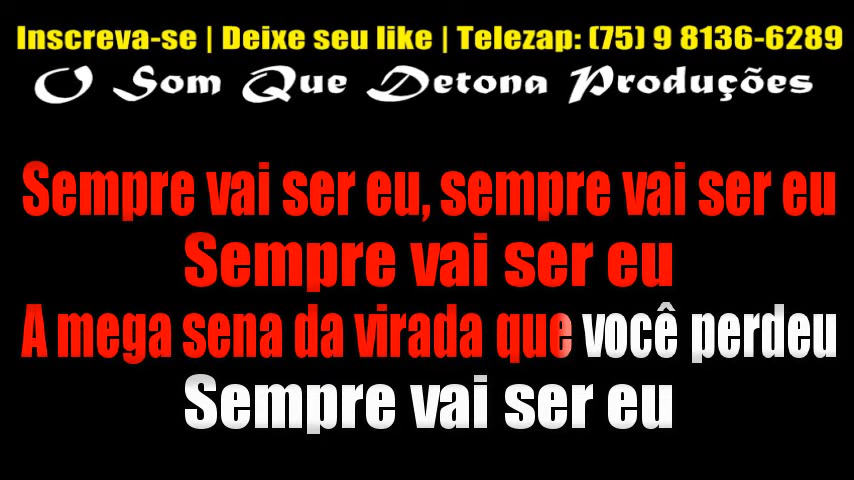 Inscreva-se | Deixe seu like | Telezap: (75) 9 8136-6289
O Som Que Detona Produções
Sempre vai ser eu, sempre vai ser eu
Sempre vai ser eu
A mega sena da virada que você perdeu
Sempre vai ser eu